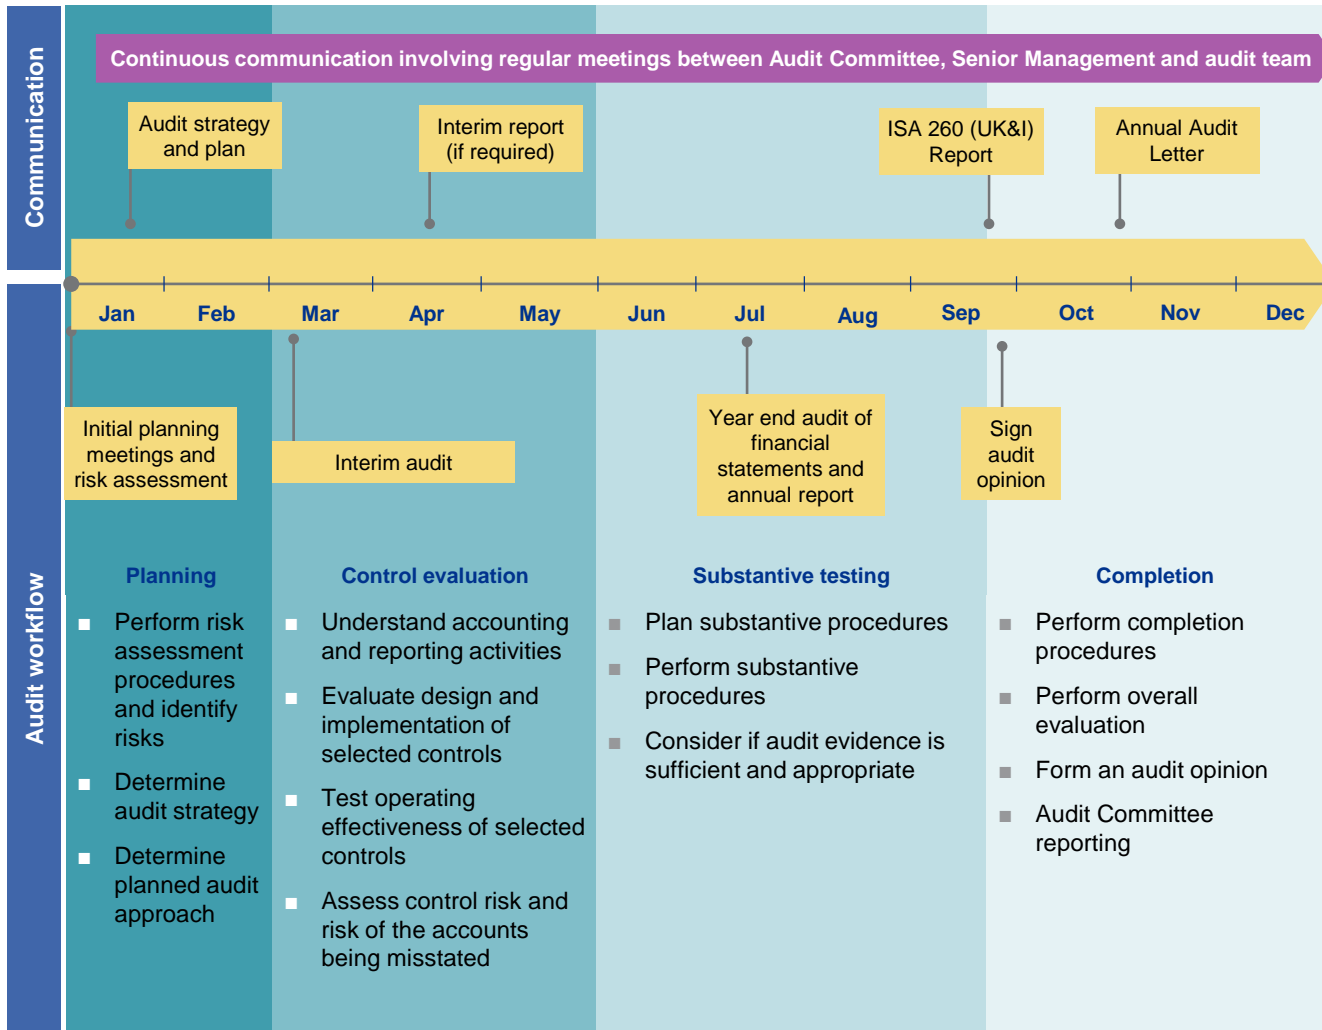 Communication
Continuous communication involving regular meetings between Audit Committee, Senior Management and audit team
Audit strategy
and plan
Interim report
(if required)
ISA 260 (UK&I)
Report
Annual Audit
Letter
Jan
Feb
Mar
Apr
May
Jun
Jul
Aug
Sep
Oct
Nov
Dec
Audit workflow
Initial planning
meetings and
risk assessment
Interim audit
Year end audit of
financial
statements and
annual report
Sign
audit
opinion
Planning
■ Perform risk
assessment
procedures
and identify
risks
■ Determine
audit strategy
■ Determine
planned audit
approach
Control evaluation
■ Understand accounting
and reporting activities
■ Evaluate design and
implementation of
selected controls
■ Test operating
effectiveness of selected
controls
■ Assess control risk and
risk of the accounts
being misstated
Substantive testing
■ Plan substantive procedures
■ Perform substantive
procedures
■ Consider if audit evidence is
sufficient and appropriate
Completion
■ Perform completion
procedures
■ Perform overall
evaluation
■ Form an audit opinion
■ Audit Committee
reporting